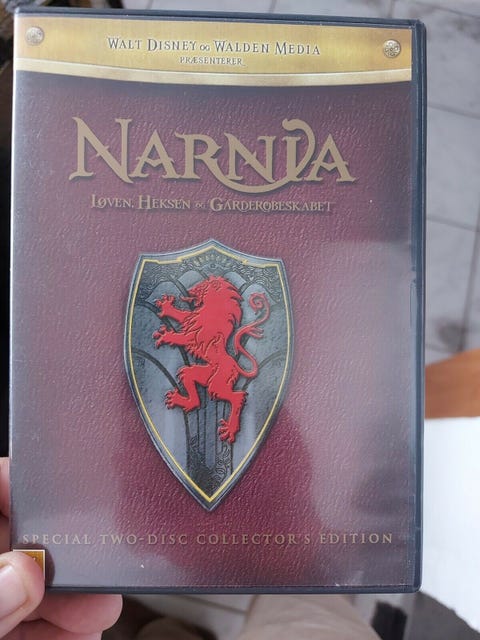 WALT DISNEY OG WALDEN MEDIA
PRÆSENTERER
NARNIA
LØVEN, HEKSEN OG GARDEROBESKABET
SPECIAL TWO-DISC COLLECTOR'S EDITION